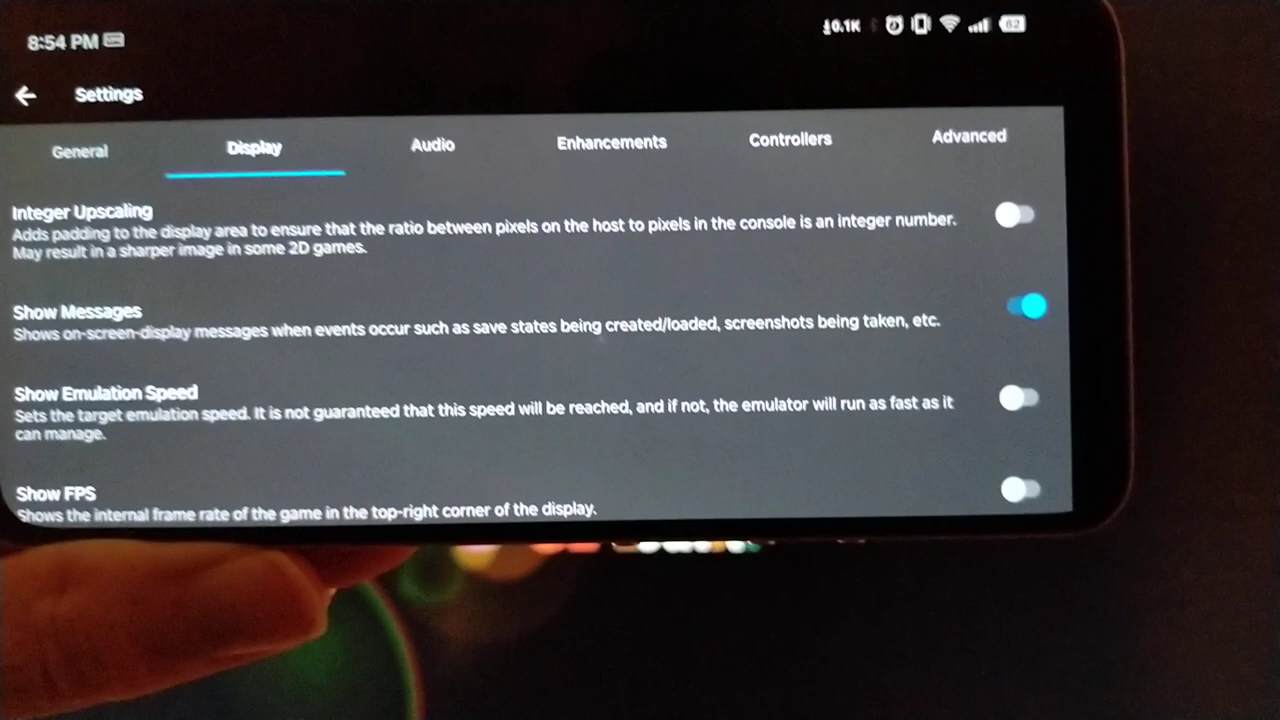 8:54 PM
0.1K 62
Settings
General Display Audio Enhancements Controllers Advanced
Integer Upscaling
Adds padding to the display area to ensure that the ratio between pixels on the host to pixels in the console is an integer number.
May result in a sharper image in some 2D games.
Show Messages
Shows on-screen-display messages when events occur such as save states being created/loaded, screenshots being taken, etc.
Show Emulation Speed
Sets the target emulation speed. It is not guaranteed that this speed will be reached, and if not, the emulator will run as fast as it
can manage.
Show FPS
Shows the internal frame rate of the game in the top-right corner of the display.